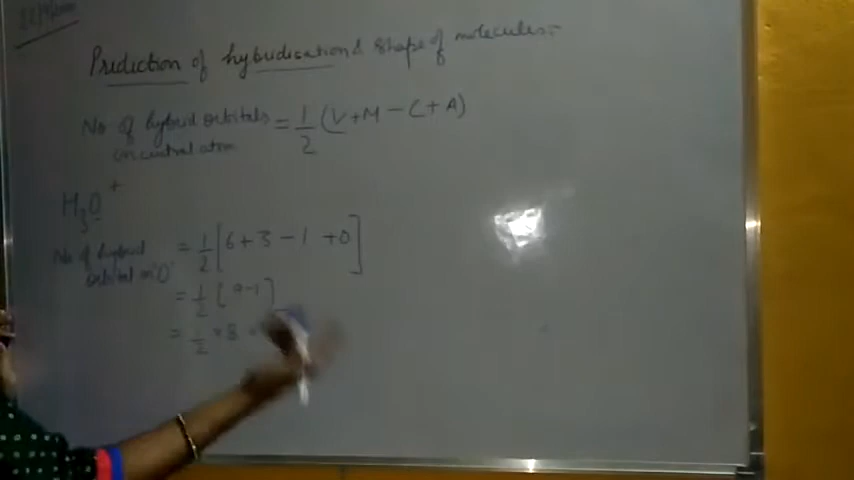 Prediction of hybridisation & shape of molecules:-
No of hybrid orbitals = 1/2 (V+M-C+A)
on central atom
H3O+
No of hybrid = 1/2 [6+3-1+0]
orbital on 'O'
= 1/2 [9-1]
= 1/2 × 8